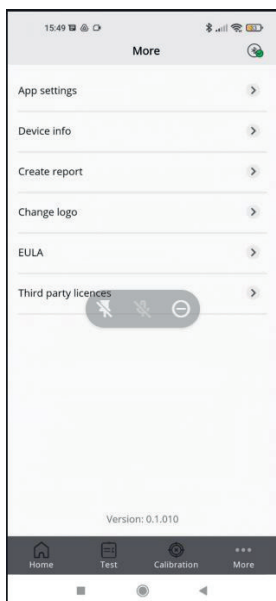 15:49
More
App settings
Device info
Create report
Change logo
EULA
Third party licences
Version: 0.1.010
Home Test Calibration More